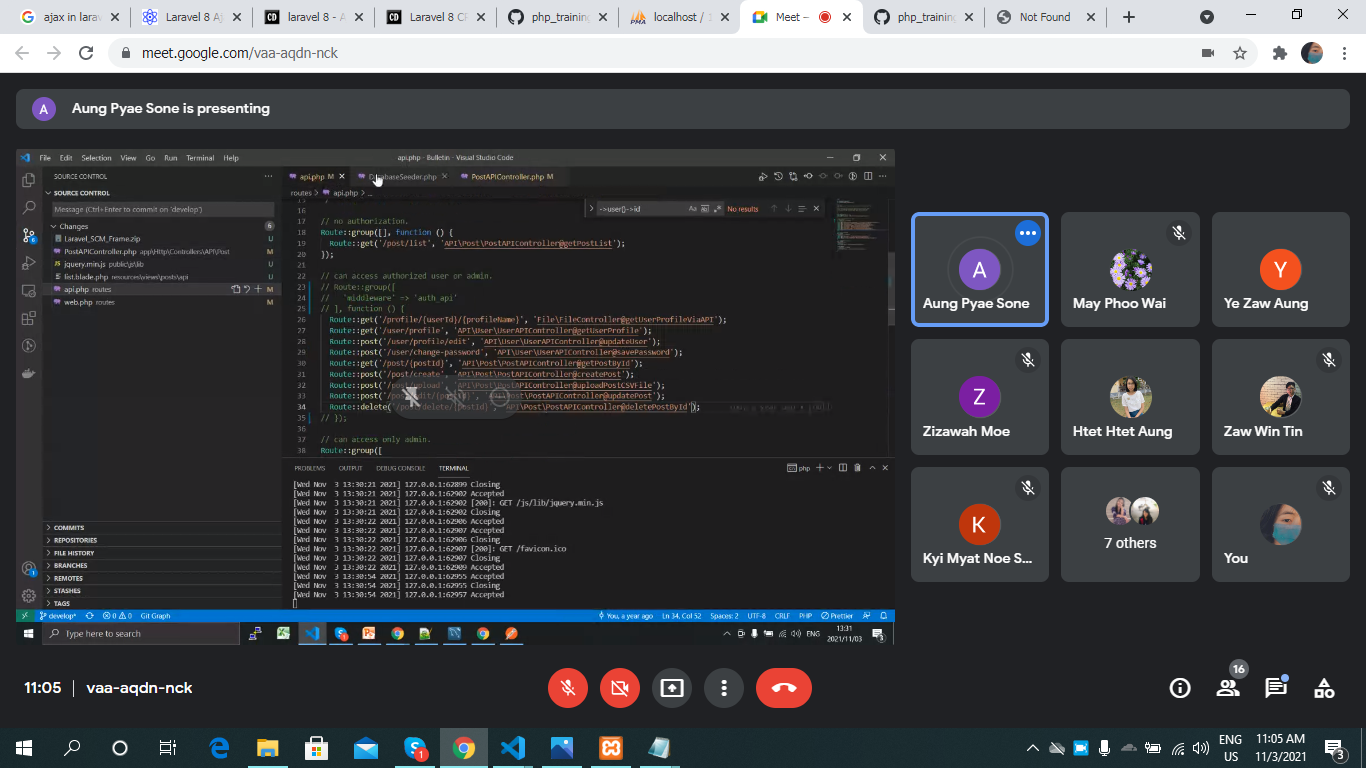 ajax in larav
Laravel 8 Aj
laravel 8 - A
Laravel 8 CR
php_training
localhost / 1
Meet –
php_training
Not Found
meet.google.com/vaa-aqdn-nck
A
Aung Pyae Sone is presenting
File Edit Selection View Go Run Terminal Help
api.php - Bulletin - Visual Studio Code
SOURCE CONTROL
api.php M
DatabaseSeeder.php
PostAPIController.php M
SOURCE CONTROL
routes > api.php > ...
Message (Ctrl+Enter to commit on 'develop')
->user()->id
Aa
No results
Changes 6
Laravel_SCM_Frame.zip U
PostAPIController.php app\Http\Controllers\API\Post M
jquery.min.js public\js\lib U
list.blade.php resources\views\posts\api U
api.php routes M
web.php routes M
15
16
17 // no authorization.
18 Route::group([], function () {
19 Route::get('/post/list', 'API\Post\PostAPIController@getPostList');
20 });
21
22 // can access authorized user or admin.
23 // Route::group([
24 // 'middleware' => 'auth_api'
25 // ], function () {
26 Route::get('/profile/{userId}/{profileName}', 'File\FileController@getUserProfileViaAPI');
27 Route::get('/user/profile', 'API\User\UserAPIController@getUserProfile');
28 Route::post('/user/profile/edit', 'API\User\UserAPIController@updateUser');
29 Route::post('/user/change-password', 'API\User\UserAPIController@savePassword');
30 Route::get('/post/{postId}', 'API\Post\PostAPIController@getPostById');
31 Route::post('/post/create', 'API\Post\PostAPIController@createPost');
32 Route::post('/post/upload', 'API\Post\PostAPIController@uploadPostCSVFile');
33 Route::post('/post/edit/{postId}', 'API\Post\PostAPIController@updatePost');
34 Route::delete('/post/delete/{postId}', 'API\Post\PostAPIController@deletePostById');
35 // });
36
37 // can access only admin.
38 Route::group([
PROBLEMS OUTPUT DEBUG CONSOLE TERMINAL
php
[Wed Nov 3 13:30:21 2021] 127.0.0.1:62899 Closing
[Wed Nov 3 13:30:21 2021] 127.0.0.1:62902 Accepted
[Wed Nov 3 13:30:21 2021] 127.0.0.1:62902 [200]: GET /js/lib/jquery.min.js
[Wed Nov 3 13:30:21 2021] 127.0.0.1:62902 Closing
[Wed Nov 3 13:30:22 2021] 127.0.0.1:62906 Accepted
[Wed Nov 3 13:30:22 2021] 127.0.0.1:62907 Accepted
[Wed Nov 3 13:30:22 2021] 127.0.0.1:62906 Closing
[Wed Nov 3 13:30:22 2021] 127.0.0.1:62907 [200]: GET /favicon.ico
[Wed Nov 3 13:30:22 2021] 127.0.0.1:62907 Closing
[Wed Nov 3 13:30:22 2021] 127.0.0.1:62909 Accepted
[Wed Nov 3 13:30:54 2021] 127.0.0.1:62955 Accepted
[Wed Nov 3 13:30:54 2021] 127.0.0.1:62955 Closing
[Wed Nov 3 13:30:54 2021] 127.0.0.1:62957 Accepted
COMMITS
REPOSITORIES
FILE HISTORY
BRANCHES
REMOTES
STASHES
TAGS
develop* 0 0 Git Graph
You, a year ago Ln 34, Col 52 Spaces: 2 UTF-8 CRLF PHP Prettier
Type here to search
ENG
13:31
2021/11/03
3
A
Aung Pyae Sone
May Phoo Wai
Y
Ye Zaw Aung
Z
Zizawah Moe
Htet Htet Aung
Zaw Win Tin
K
Kyi Myat Noe S...
7 others
You
11:05
vaa-aqdn-nck
16
1
ENG
US
11:05 AM
11/3/2021
3